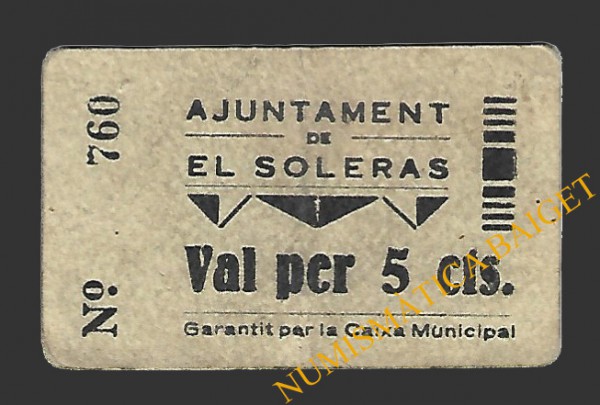 Nº 760
AJUNTAMENT
DE
EL SOLERAS
Val per 5 cts.
Garantit per la Caixa Municipal
NUMISMATICA BAIGET